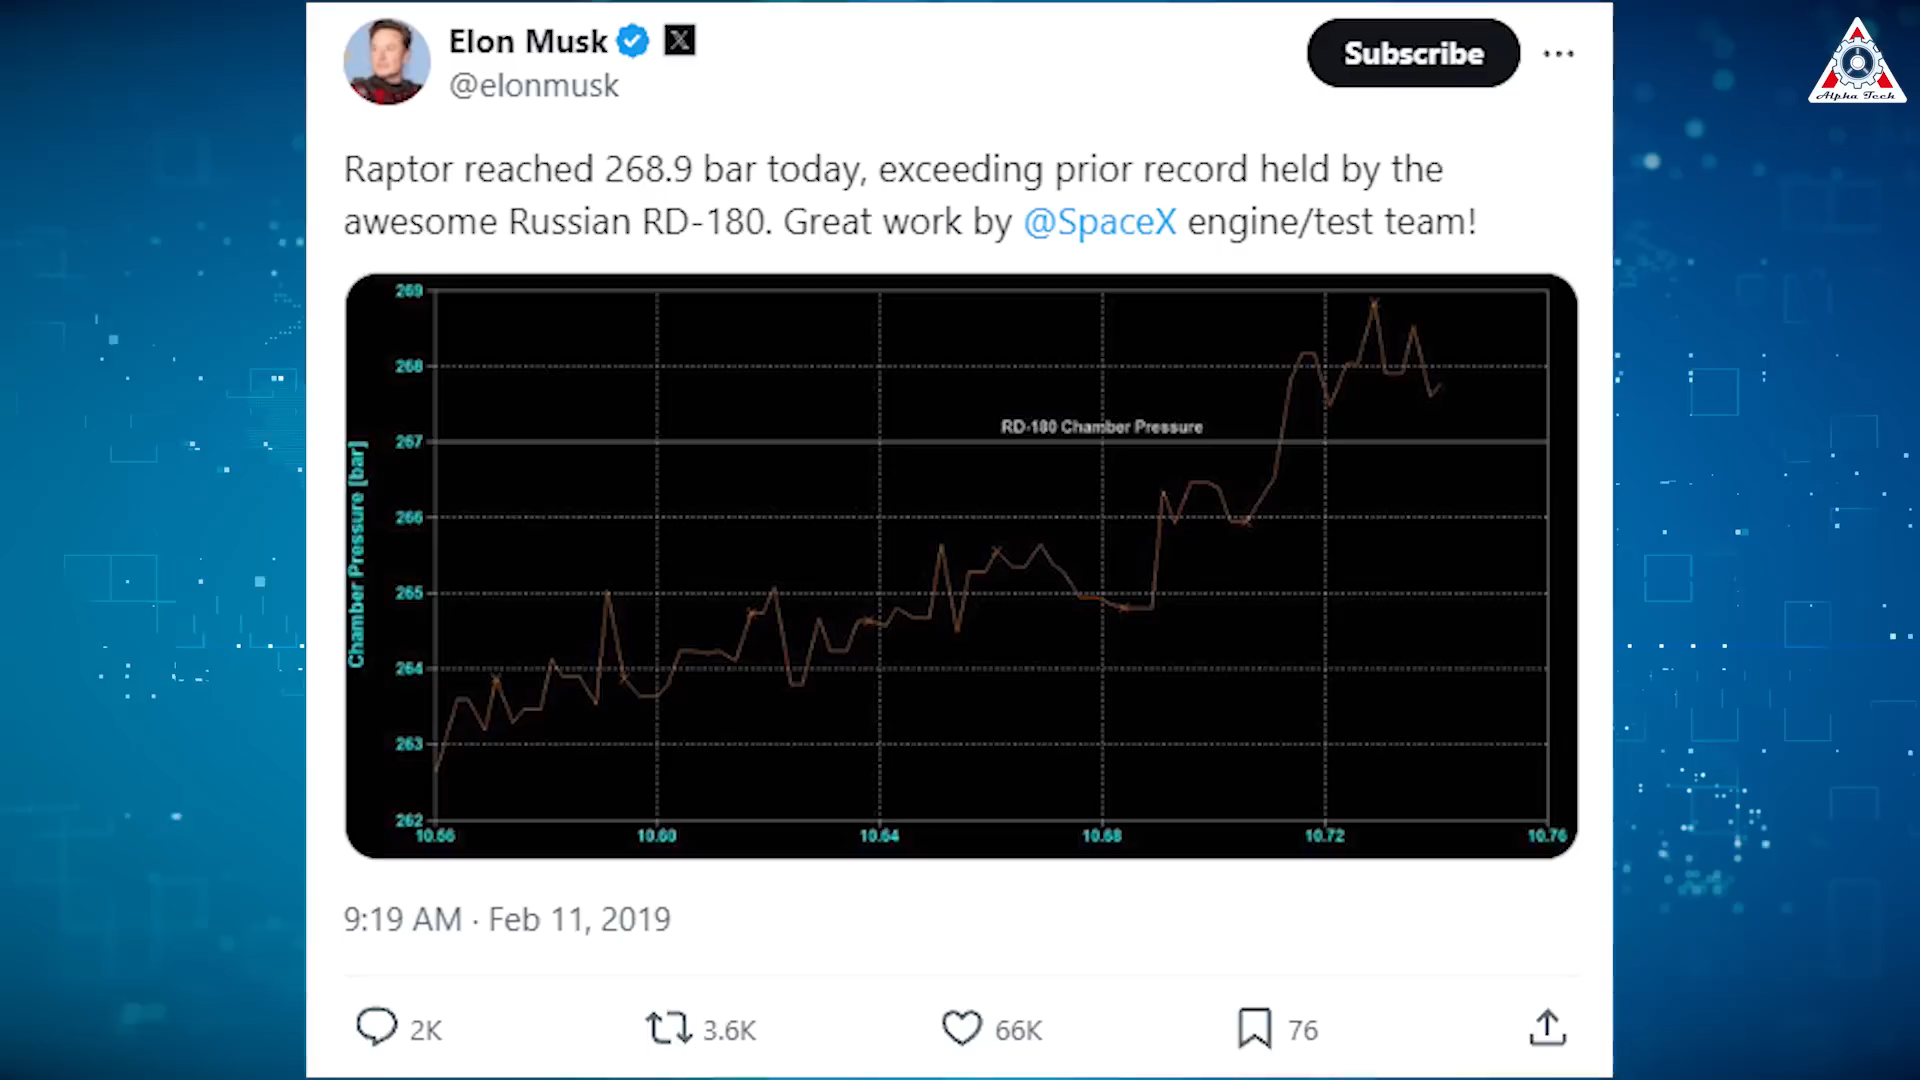 Elon Musk
@elonmusk
Subscribe
Alpha Tech
Raptor reached 268.9 bar today, exceeding prior record held by the
awesome Russian RD-180. Great work by @SpaceX engine/test team!
269
268
RD-180 Chamber Pressure
267
266
265
264
263
262
Chamber Pressure [bar]
10.56 10.60 10.64 10.68 10.72 10.76
9:19 AM · Feb 11, 2019
2K 3.6K 66K 76